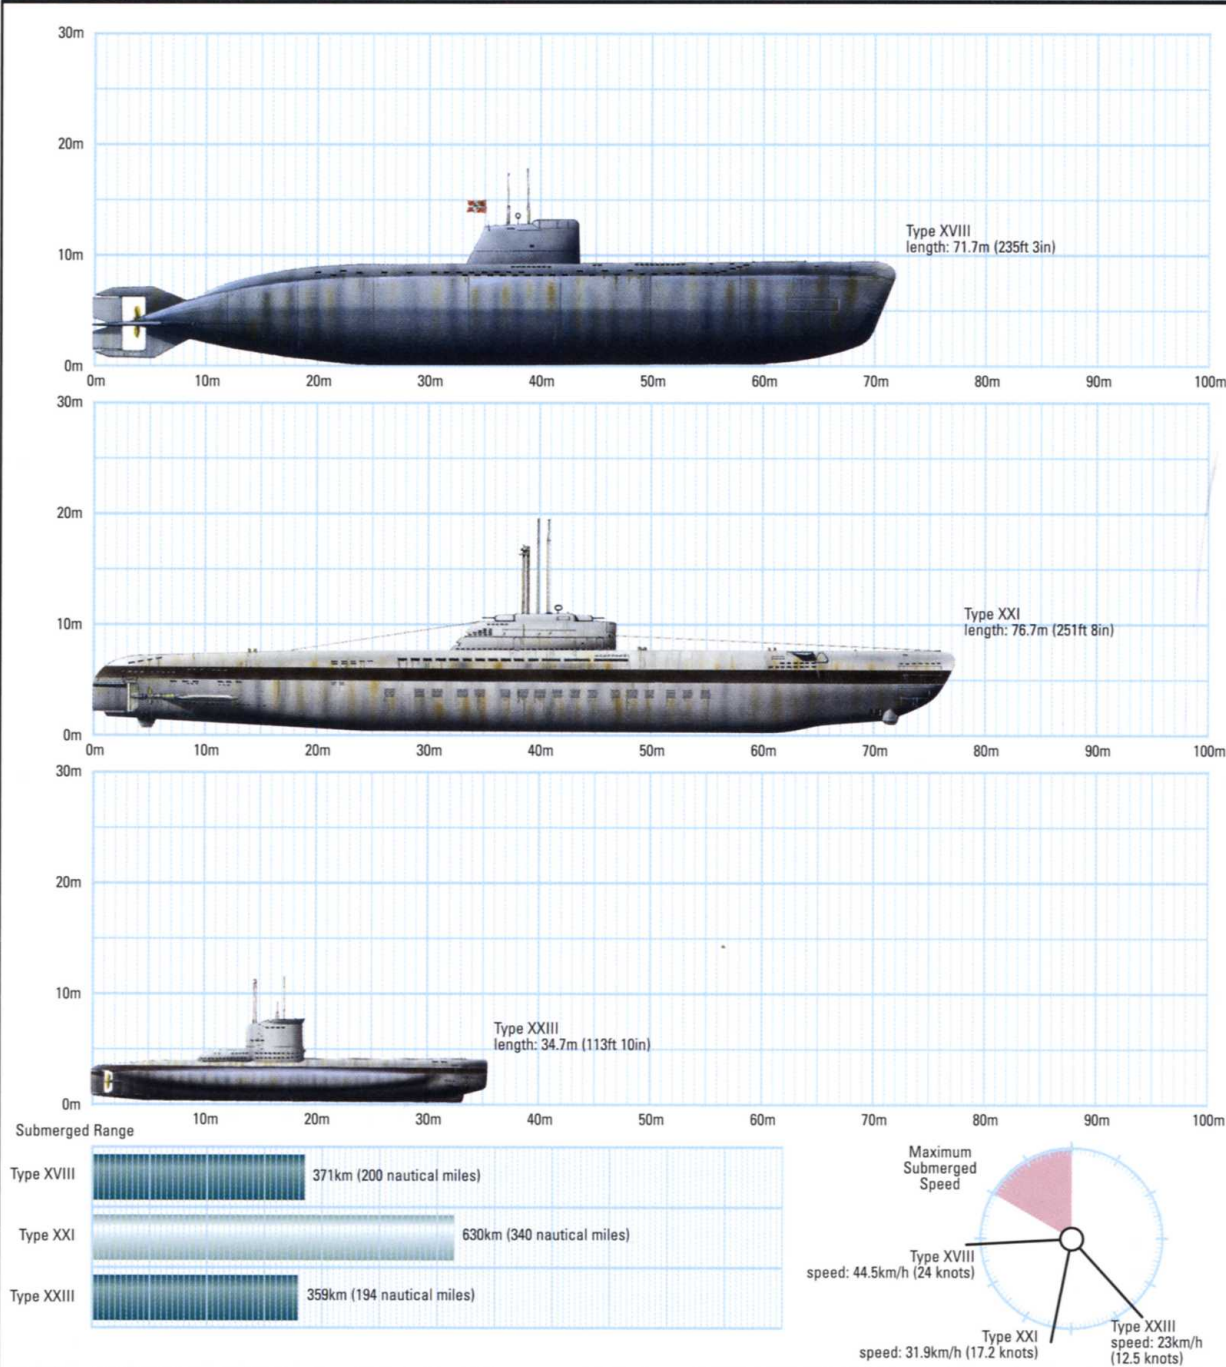 30m
20m
10m
0m
Type XVIII
length: 71.7m (235ft 3in)
0m 10m 20m 30m 40m 50m 60m 70m 80m 90m 100m
30m
20m
10m
0m
Type XXI
length: 76.7m (251ft 8in)
0m 10m 20m 30m 40m 50m 60m 70m 80m 90m 100m
30m
20m
10m
0m
Type XXIII
length: 34.7m (113ft 10in)
10m 20m 30m 40m 50m 60m 70m 80m 90m 100m
Submerged Range
Type XVIII 371km (200 nautical miles)
Type XXI 630km (340 nautical miles)
Type XXIII 359km (194 nautical miles)
Maximum
Submerged
Speed
Type XVIII
speed: 44.5km/h (24 knots)
Type XXI
speed: 31.9km/h (17.2 knots)
Type XXIII
speed: 23km/h
(12.5 knots)